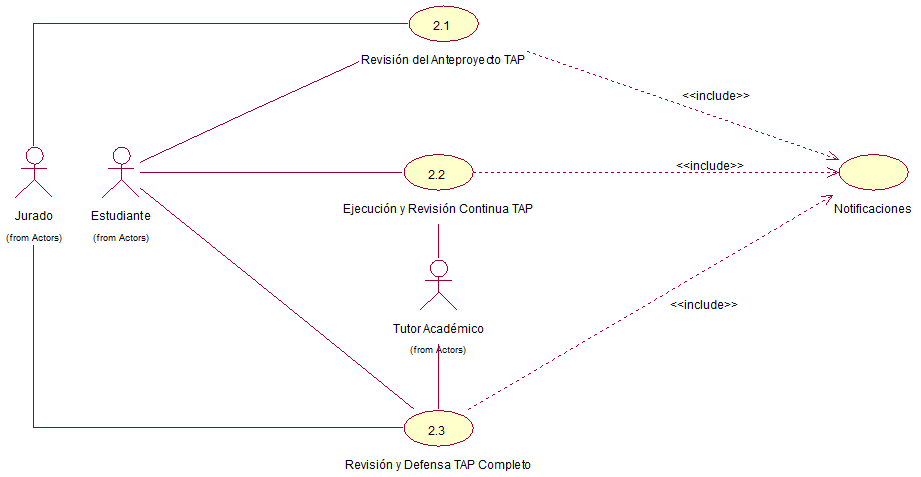 2.1
Revisión del Anteproyecto TAP
<<include>>
2.2
<<include>>
Ejecución y Revisión Continua TAP
Notificaciones
Jurado
(from Actors)
Estudiante
(from Actors)
<<include>>
Tutor Académico
(from Actors)
2.3
Revisión y Defensa TAP Completo